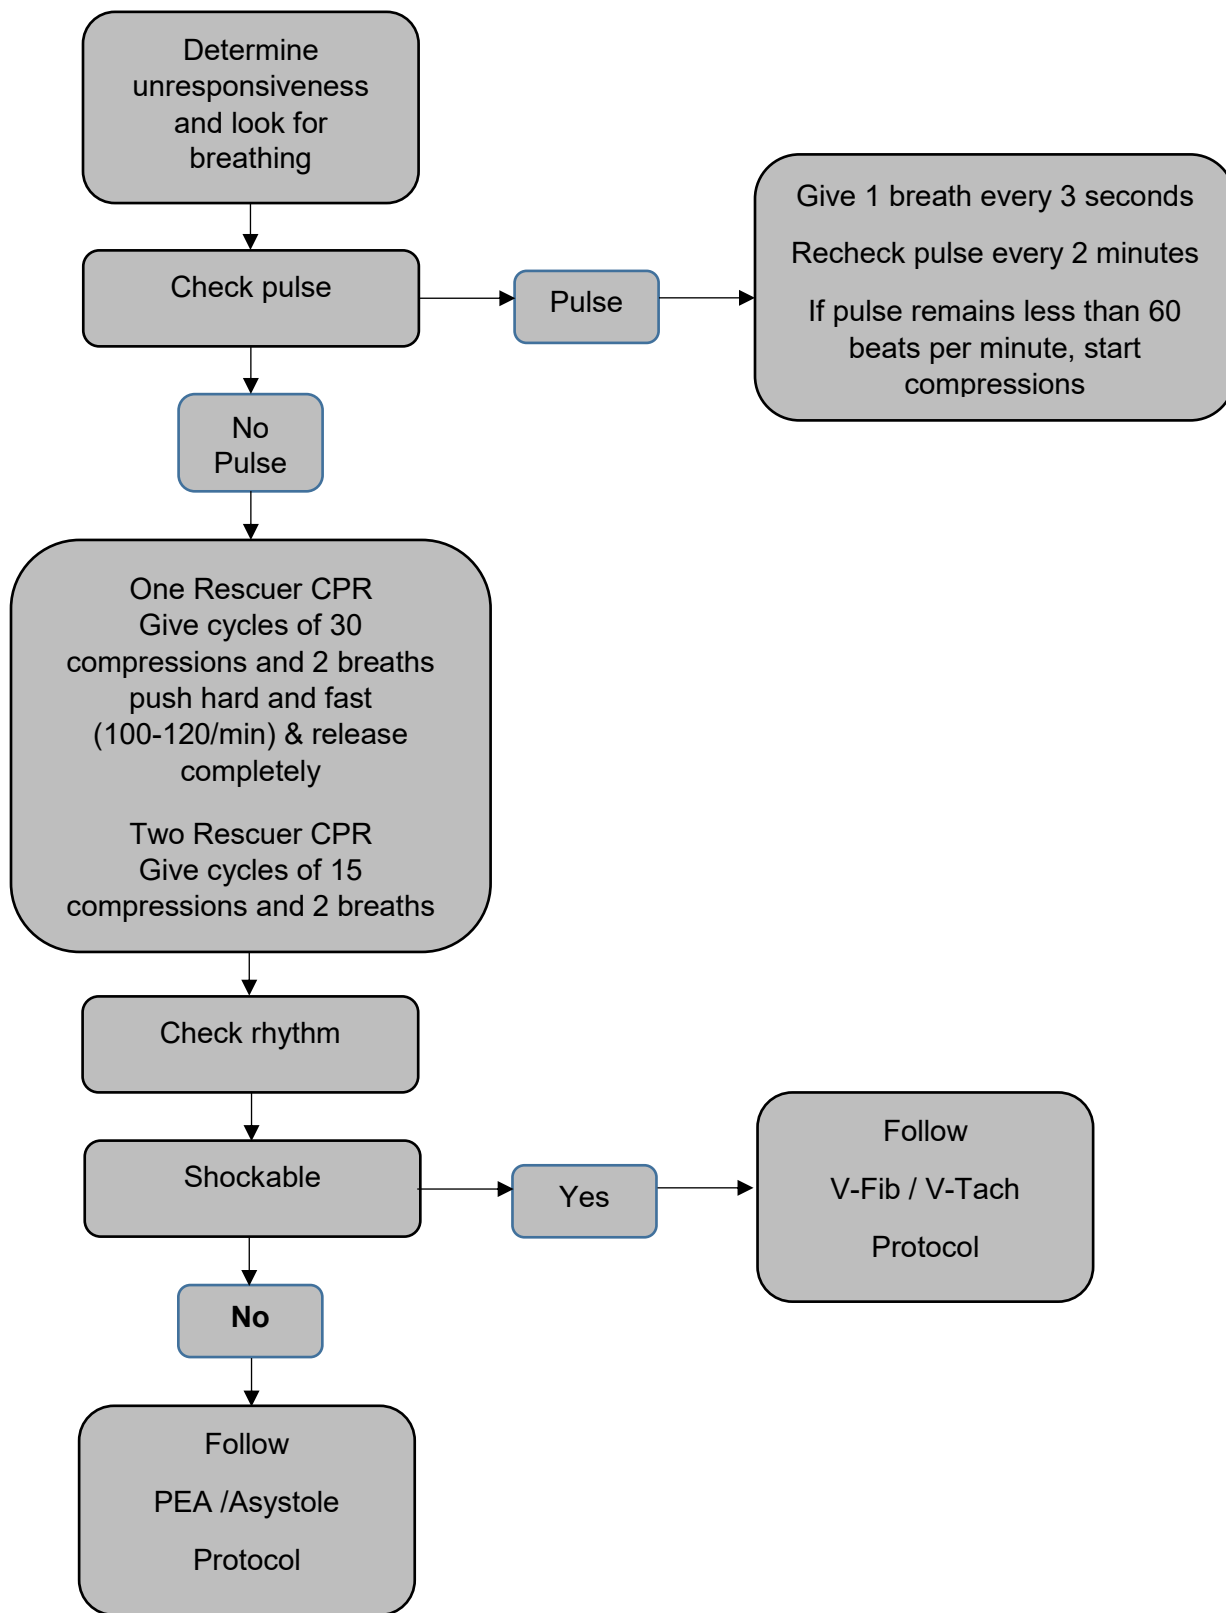 Determine
unresponsiveness
and look for
breathing
Check pulse
Pulse
Give 1 breath every 3 seconds
Recheck pulse every 2 minutes
If pulse remains less than 60
beats per minute, start
compressions
No
Pulse
One Rescuer CPR
Give cycles of 30
compressions and 2 breaths
push hard and fast
(100-120/min) & release
completely
Two Rescuer CPR
Give cycles of 15
compressions and 2 breaths
Check rhythm
Shockable
Yes
Follow
V-Fib / V-Tach
Protocol
No
Follow
PEA /Asystole
Protocol